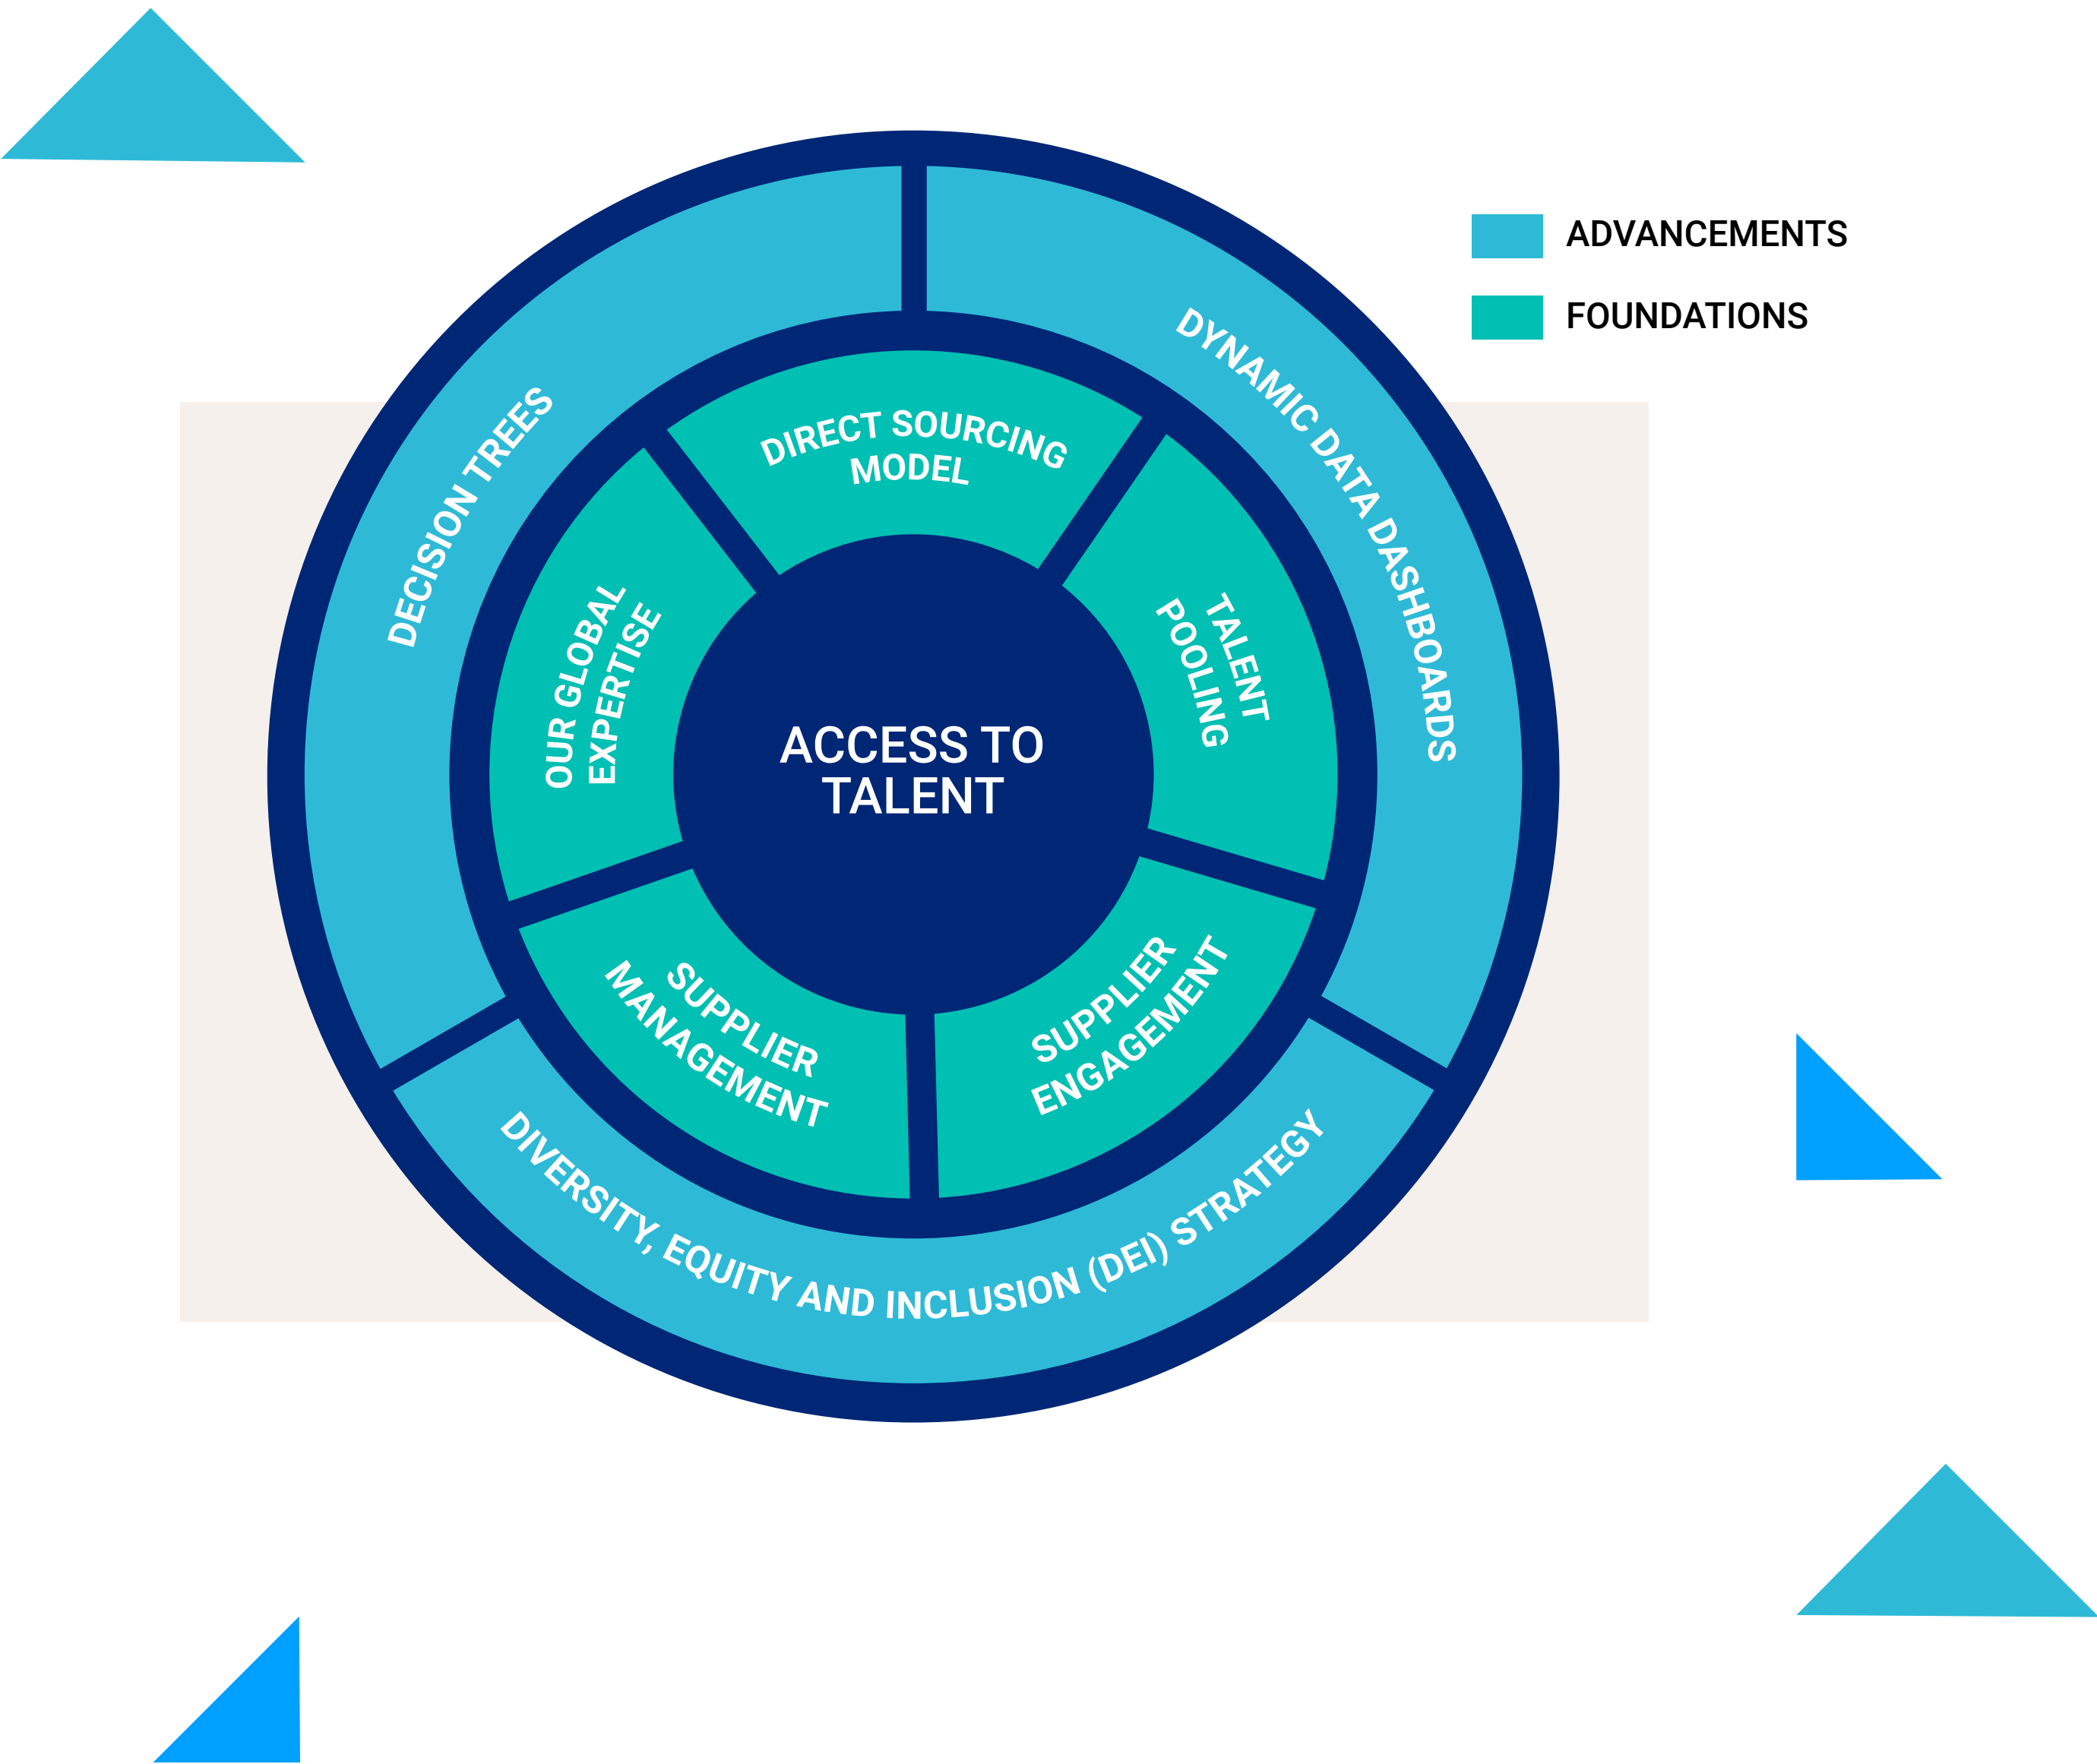 ADVANCEMENTS
FOUNDATIONS
DECISION TREES
DYNAMIC DATA DASHBOARDS
DIVERSITY, EQUITY AND INCLUSION (DEI) STRATEGY
DIRECT SOURCING
MODEL
TALENT
POOLING
SUPPLIER
ENGAGEMENT
SUPPLIER
MANAGEMENT
OUR GLOBAL
EXPERTISE
ACCESS TO
TALENT